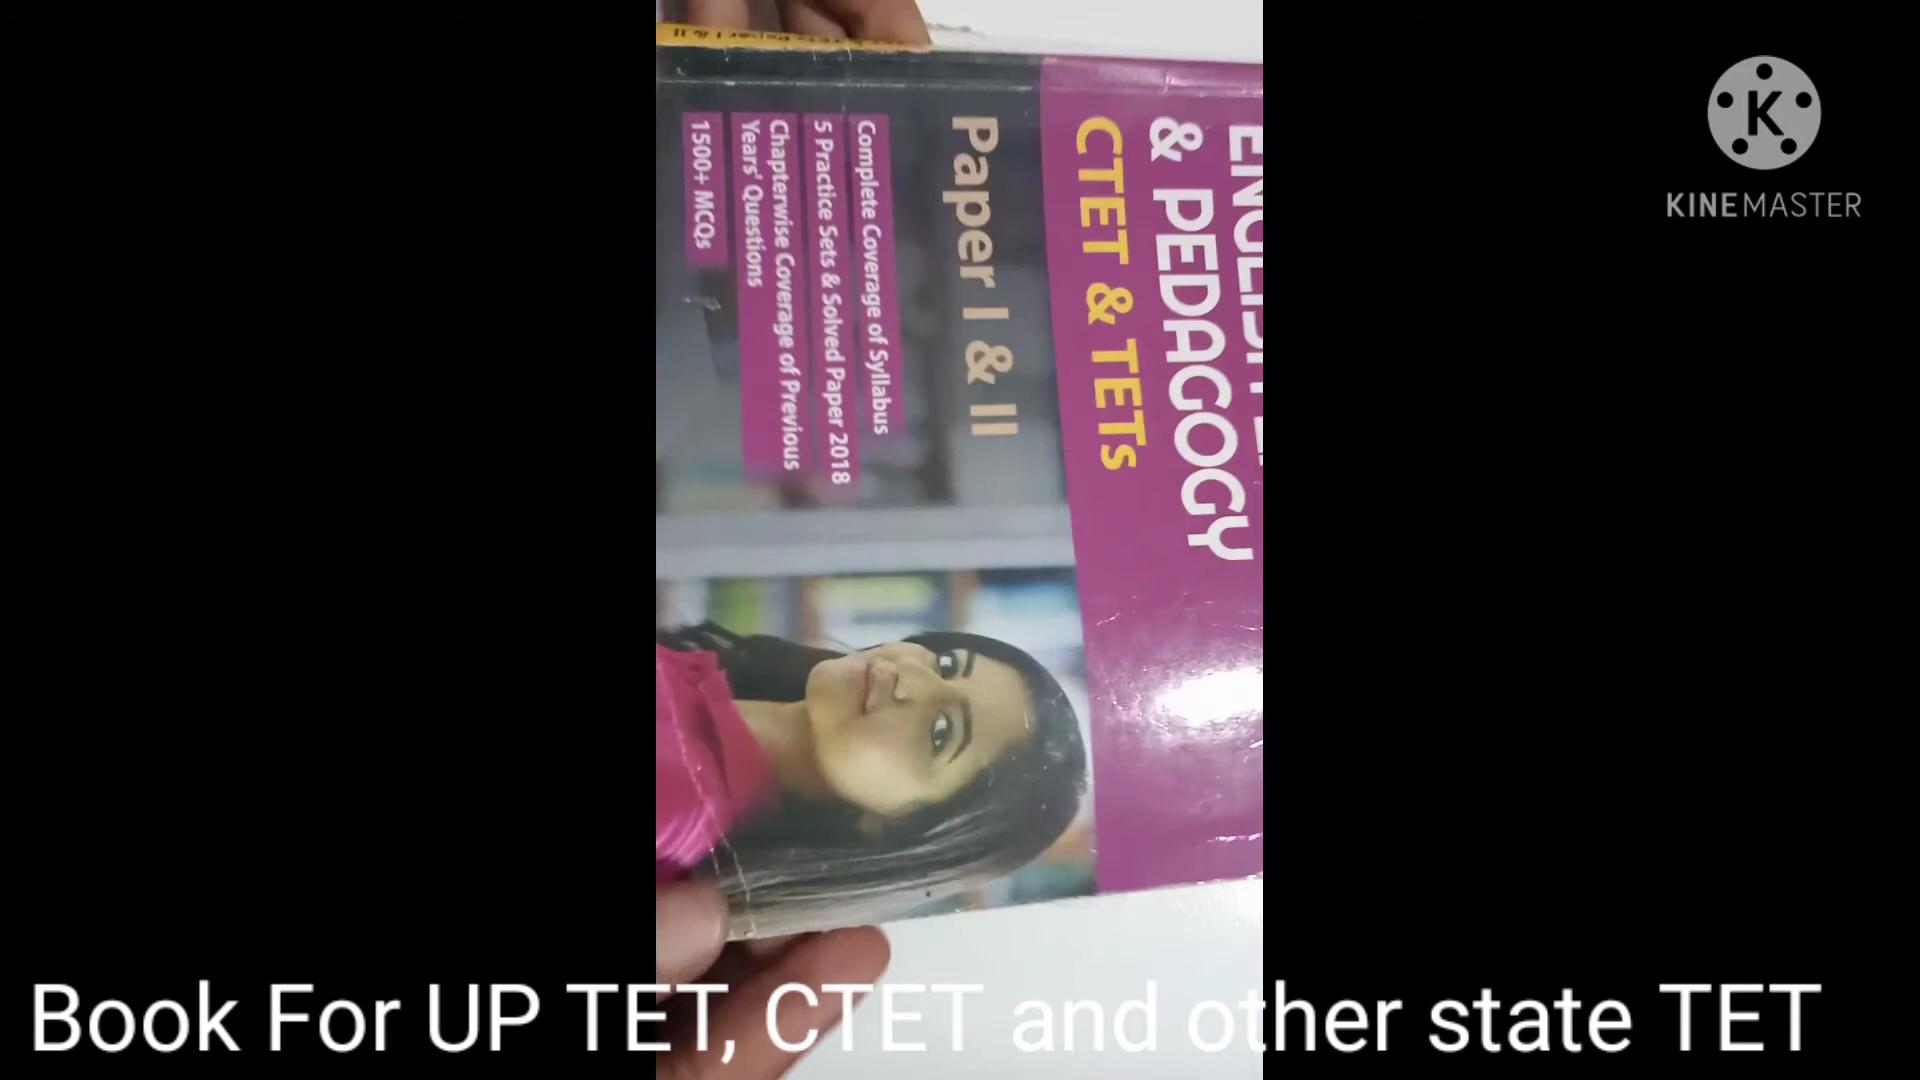 & PEDAGOGY
CTET & TETs
Paper I & II
Complete Coverage of Syllabus
5 Practice Sets & Solved Paper 2018
Chapterwise Coverage of Previous
Years' Questions
1500+ MCQs
K
KINEMASTER
Book For UP TET, CTET and other state TET